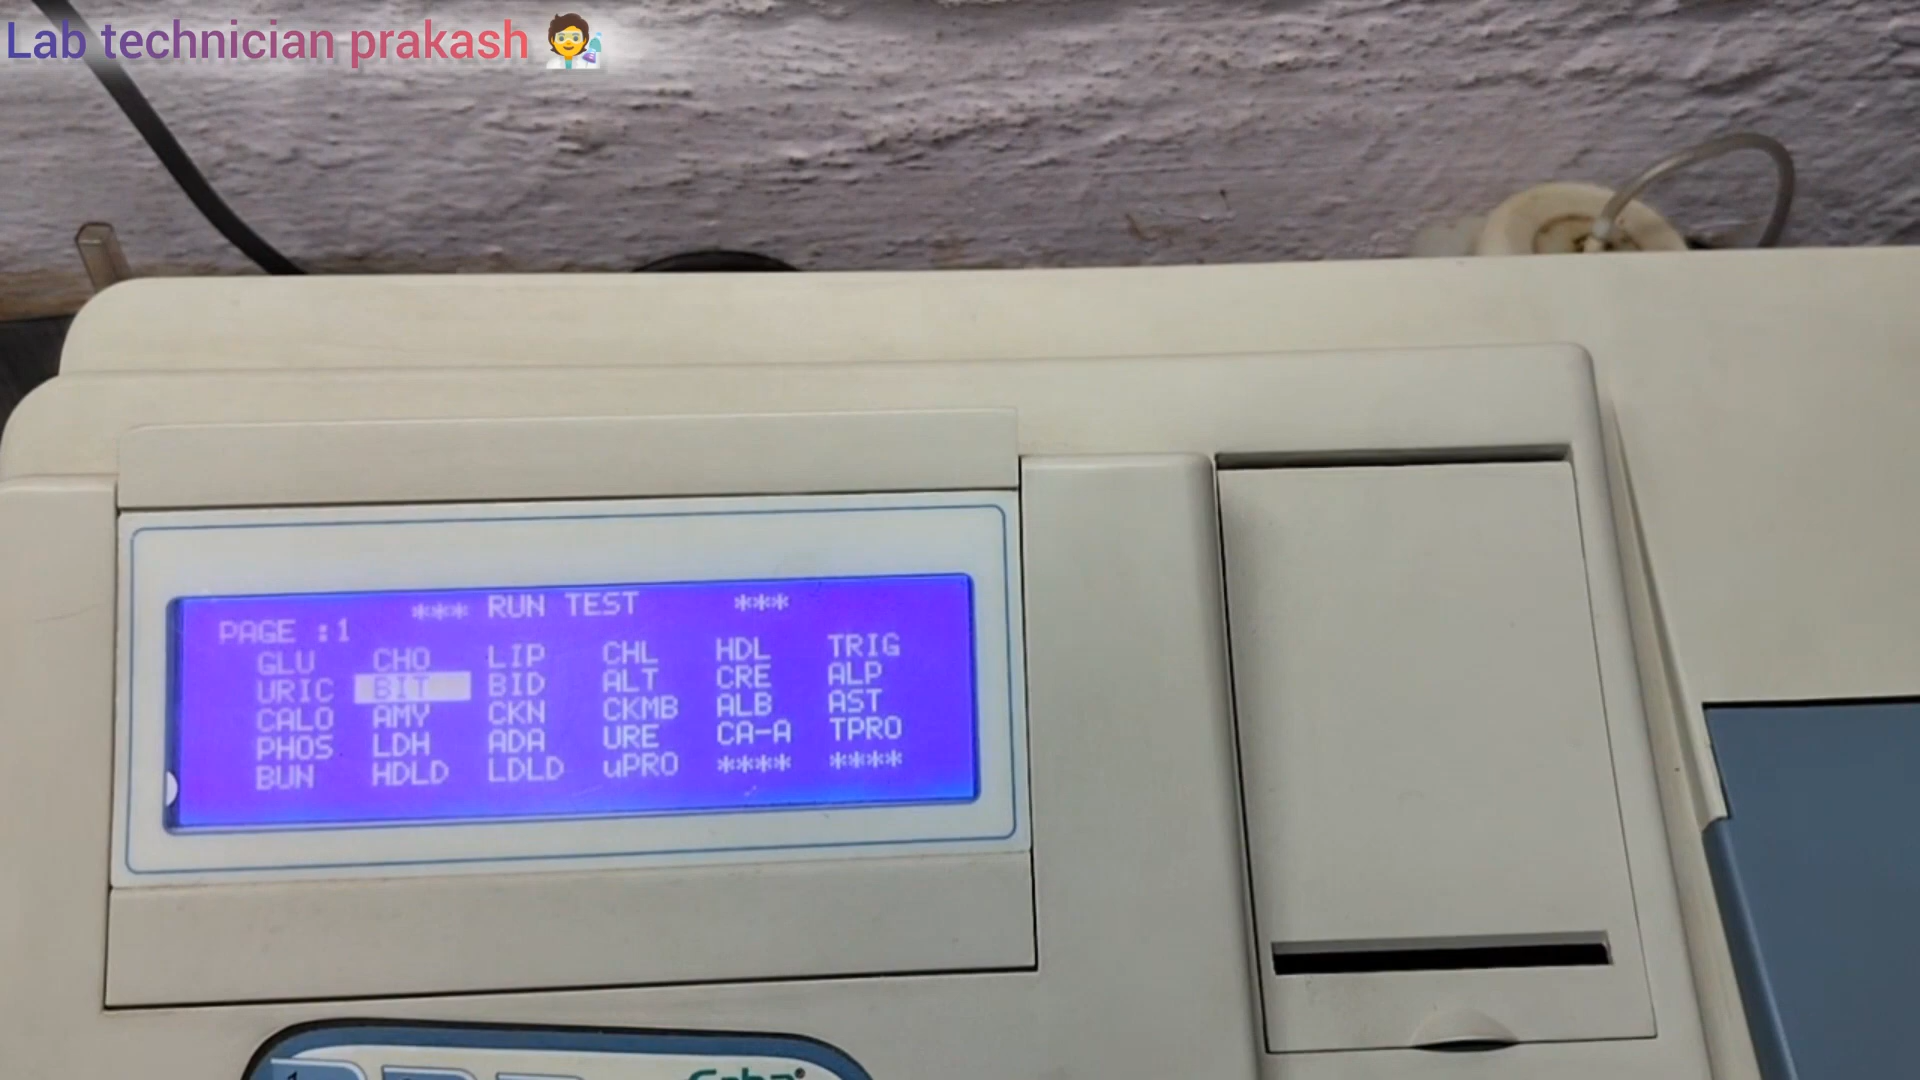 Lab technician prakash
*** RUN TEST ***
PAGE :1
GLU CHO LIP CHL HDL TRIG
URIC BIT BID ALT CRE ALP
CALO AMY CKN CKMB ALB AST
PHOS LDH ADA URE CA-A TPRO
BUN HDLD LDLD uPRO **** ****